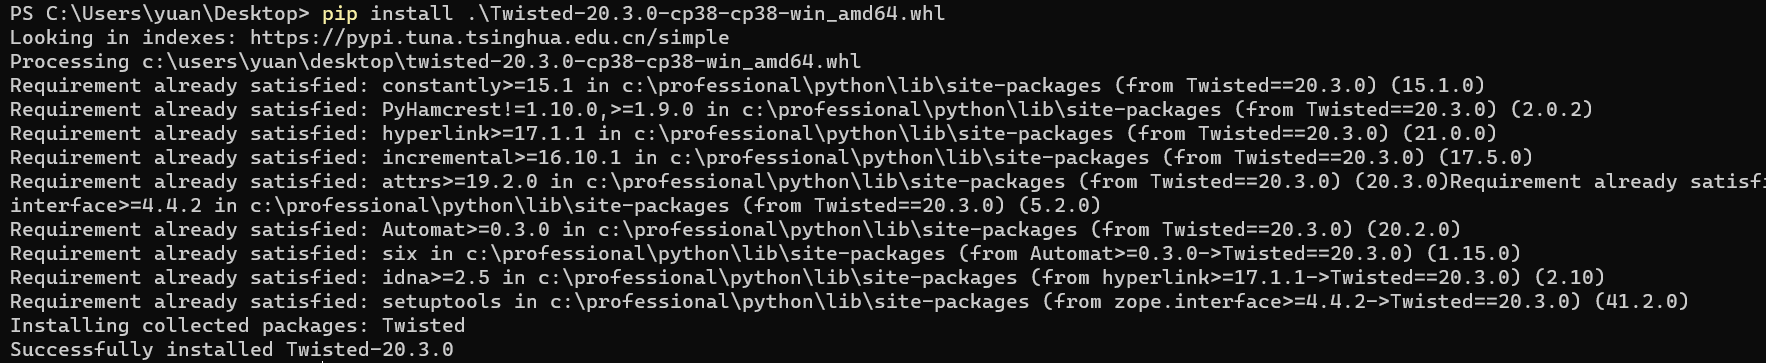 PS C:\Users\yuan\Desktop> pip install .\Twisted-20.3.0-cp38-cp38-win_amd64.whl
Looking in indexes: https://pypi.tuna.tsinghua.edu.cn/simple
Processing c:\users\yuan\desktop\twisted-20.3.0-cp38-cp38-win_amd64.whl
Requirement already satisfied: constantly>=15.1 in c:\professional\python\lib\site-packages (from Twisted==20.3.0) (15.1.0)
Requirement already satisfied: PyHamcrest!=1.10.0,>=1.9.0 in c:\professional\python\lib\site-packages (from Twisted==20.3.0) (2.0.2)
Requirement already satisfied: hyperlink>=17.1.1 in c:\professional\python\lib\site-packages (from Twisted==20.3.0) (21.0.0)
Requirement already satisfied: incremental>=16.10.1 in c:\professional\python\lib\site-packages (from Twisted==20.3.0) (17.5.0)
Requirement already satisfied: attrs>=19.2.0 in c:\professional\python\lib\site-packages (from Twisted==20.3.0) (20.3.0)Requirement already
interface>=4.4.2 in c:\professional\python\lib\site-packages (from Twisted==20.3.0) (5.2.0)
Requirement already satisfied: Automat>=0.3.0 in c:\professional\python\lib\site-packages (from Twisted==20.3.0) (20.2.0)
Requirement already satisfied: six in c:\professional\python\lib\site-packages (from Automat>=0.3.0->Twisted==20.3.0) (1.15.0)
Requirement already satisfied: idna>=2.5 in c:\professional\python\lib\site-packages (from hyperlink>=17.1.1->Twisted==20.3.0) (2.10)
Requirement already satisfied: setuptools in c:\professional\python\lib\site-packages (from zope.interface>=4.4.2->Twisted==20.3.0) (41.2.0)
Installing collected packages: Twisted
Successfully installed Twisted-20.3.0